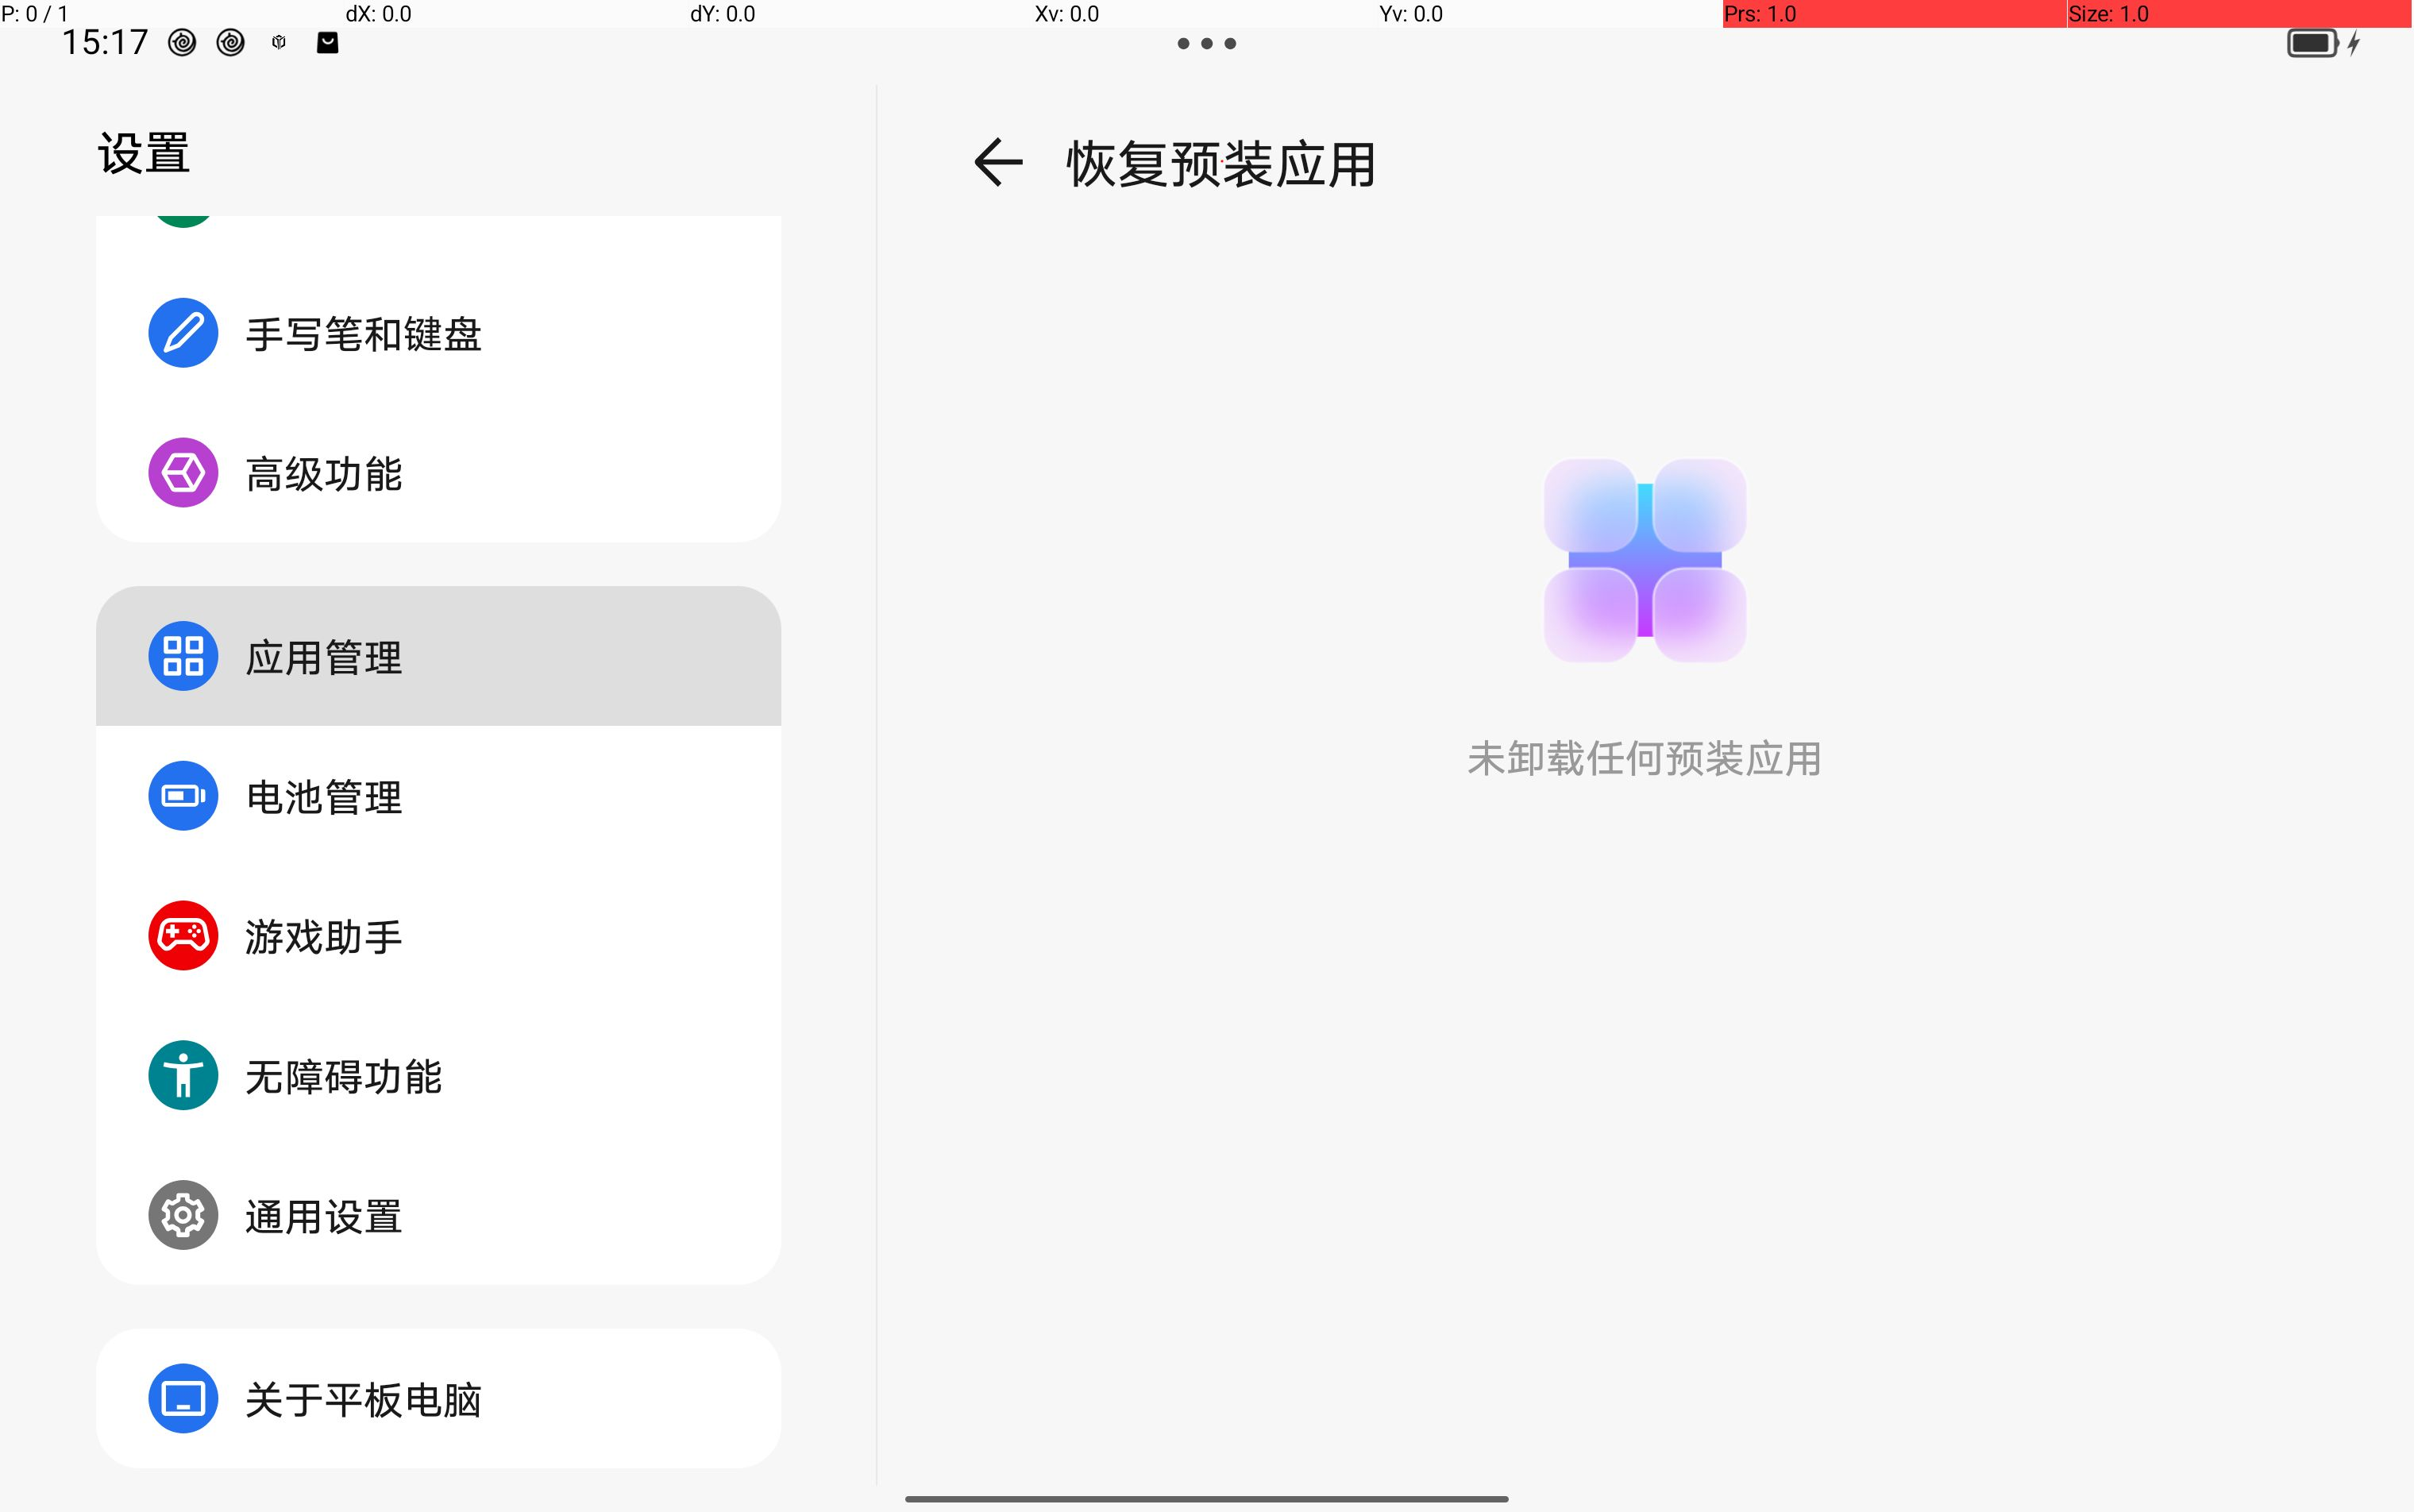 P: 0 / 1 dX: 0.0 dY: 0.0 Xv: 0.0 Yv: 0.0 Prs: 1.0 Size: 1.0
15:17
设置
手写笔和键盘
高级功能
应用管理
电池管理
游戏助手
无障碍功能
通用设置
关于平板电脑
恢复预装应用
未卸载任何预装应用